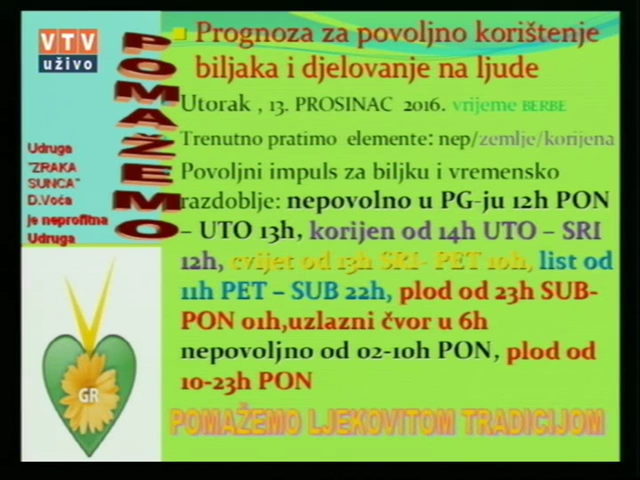 VTV
uživo
POMAŽEMO
Udruga
"ZRAKA
SUNCA"
D.Voća
je neprofitna
Udruga
GR
Prognoza za povoljno korištenje
biljaka i djelovanje na ljude
Utorak , 13. PROSINAC 2016. vrijeme BERBE
Trenutno pratimo elemente: nep/zemlje/korijena
Povoljni impuls za biljku i vremensko
razdoblje: nepovolno u PG-ju 12h PON
– UTO 13h, korijen od 14h UTO – SRI
12h, cvijet od 13h SRI- PET 10h, list od
11h PET – SUB 22h, plod od 23h SUB-
PON 01h,uzlazni čvor u 6h
nepovoljno od 02-10h PON, plod od
10-23h PON
POMAŽEMO LJEKOVITOM TRADICIJOM